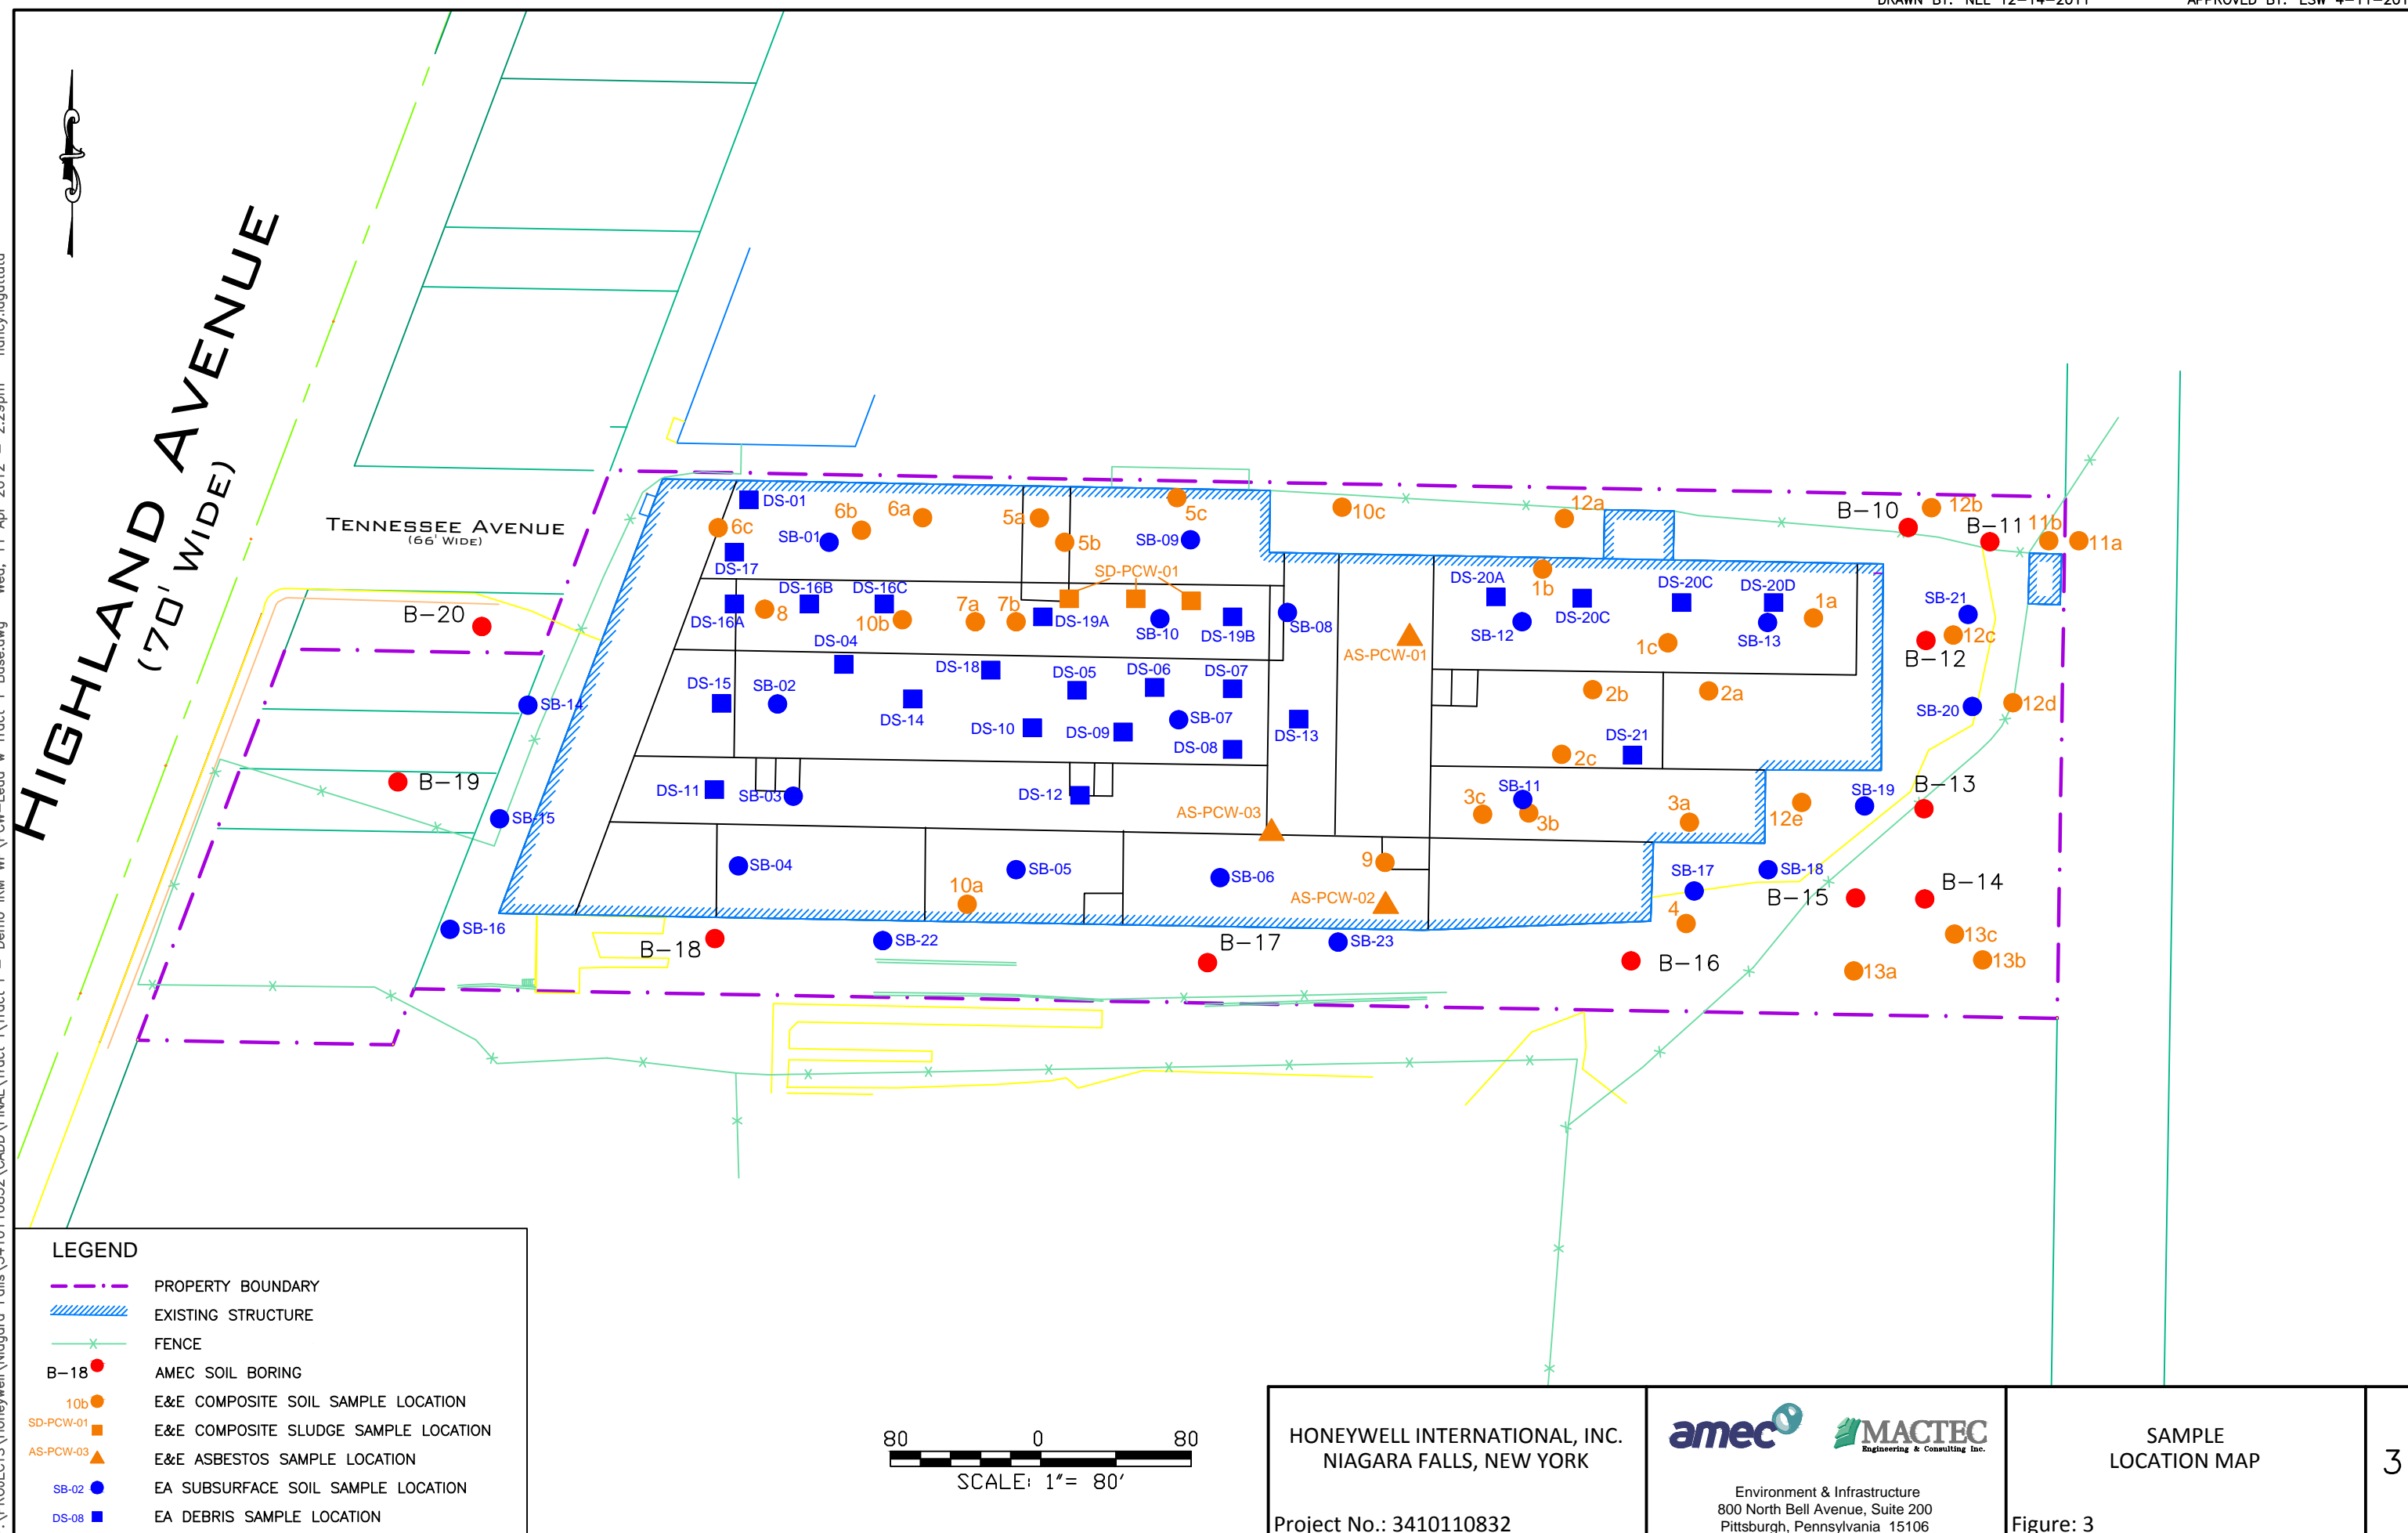 HIGHLAND AVENUE
(70' WIDE)
TENNESSEE AVENUE
(66' WIDE)
DS-01
6c
SB-01
6b
6a
5a
5b
5c
SB-09
10c
12a
B-10
12b
B-11
11b
11a
DS-17
SD-PCW-01
DS-16A
8
DS-16B
DS-16C
10b
7a
7b
DS-19A
SB-10
DS-19B
SB-08
AS-PCW-01
DS-20A
1b
SB-12
DS-20C
DS-20C
DS-20D
SB-13
1a
1c
SB-21
12c
B-12
B-20
DS-04
DS-18
DS-05
DS-06
DS-07
DS-15
SB-02
DS-14
DS-10
DS-09
SB-07
DS-08
DS-13
2b
2a
2c
DS-21
SB-20
12d
SB-14
B-19
SB-15
DS-11
SB-03
DS-12
AS-PCW-03
3c
SB-11
3b
3a
12e
SB-19
B-13
SB-04
10a
SB-05
SB-06
9
AS-PCW-02
SB-17
SB-18
4
B-15
B-14
13c
13b
13a
SB-16
B-18
SB-22
B-17
SB-23
B-16
LEGEND
PROPERTY BOUNDARY
EXISTING STRUCTURE
FENCE
B-18 AMEC SOIL BORING
10b E&E COMPOSITE SOIL SAMPLE LOCATION
SD-PCW-01 E&E COMPOSITE SLUDGE SAMPLE LOCATION
AS-PCW-03 E&E ASBESTOS SAMPLE LOCATION
SB-02 EA SUBSURFACE SOIL SAMPLE LOCATION
DS-08 EA DEBRIS SAMPLE LOCATION
80 0 80
SCALE: 1"= 80'
HONEYWELL INTERNATIONAL, INC.
NIAGARA FALLS, NEW YORK
Project No.: 3410110832
amec
MACTEC
Engineering & Consulting Inc.
Environment & Infrastructure
800 North Bell Avenue, Suite 200
Pittsburgh, Pennsylvania 15106
SAMPLE
LOCATION MAP
Figure: 3
3